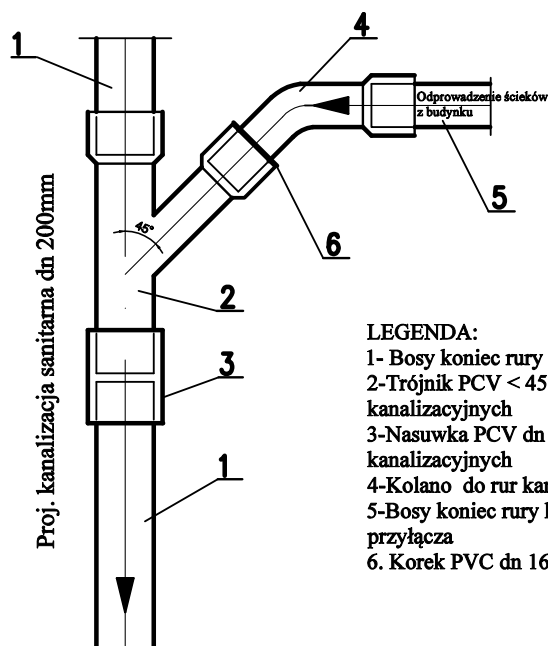 1
4
Odprowadzenie ścieków
z budynku
5
45°
6
2
3
1
Proj. kanalizacja sanitarna dn 200mm
LEGENDA:
1- Bosy koniec rury
2-Trójnik PCV < 45
kanalizacyjnych
3-Nasuwka PCV dn
kanalizacyjnych
4-Kolano do rur kan
5-Bosy koniec rury
przyłącza
6. Korek PVC dn 16